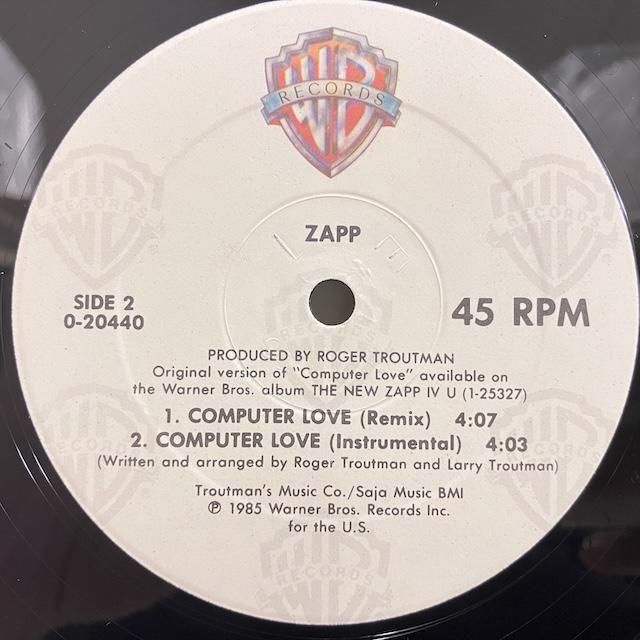 RECORDS
ZAPP
SIDE 2
0-20440
45 RPM
PRODUCED BY ROGER TROUTMAN
Original version of "Computer Love" available on
the Warner Bros. album THE NEW ZAPP IV U (1-25327)
1. COMPUTER LOVE (Remix) 4:07
2. COMPUTER LOVE (Instrumental) 4:03
(Written and arranged by Roger Troutman and Larry Troutman)
Troutman's Music Co./Saja Music BMI
℗ 1985 Warner Bros. Records Inc.
for the U.S.